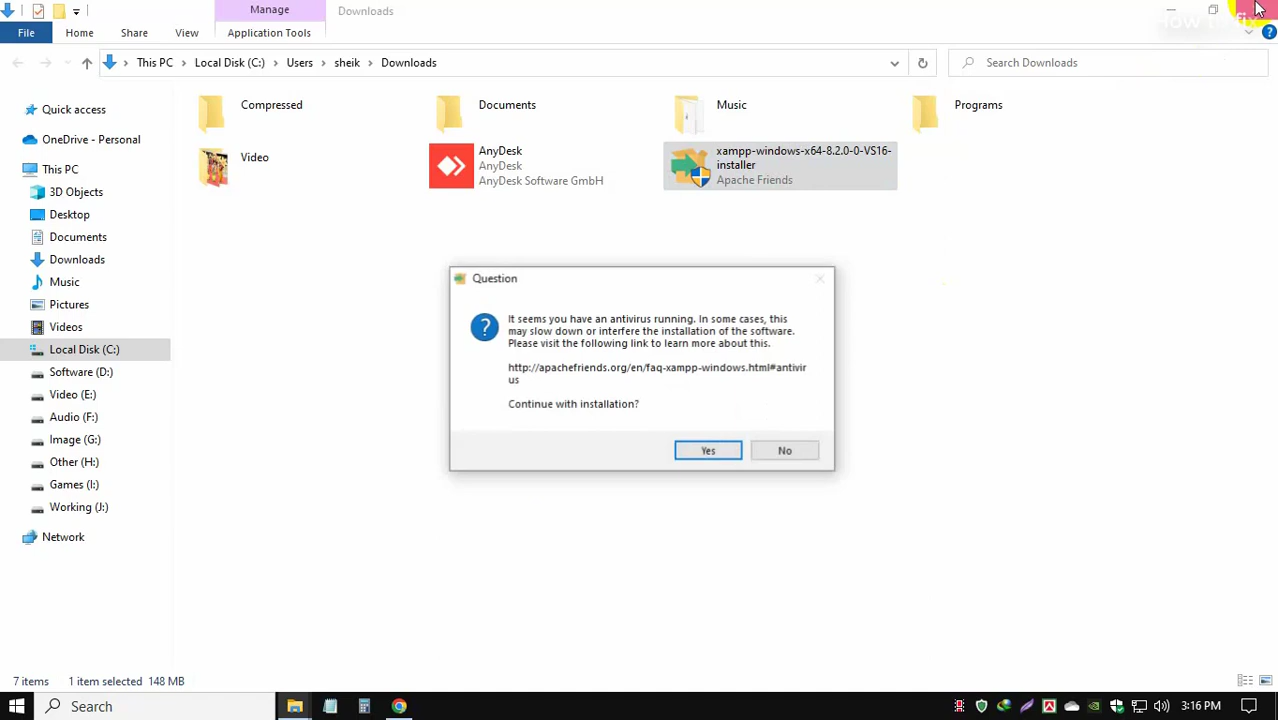 Manage
Downloads
How to fix
File
Home
Share
View
Application Tools
This PC
Local Disk (C:)
Users
sheik
Downloads
Search Downloads
Quick access
OneDrive - Personal
This PC
3D Objects
Desktop
Documents
Downloads
Music
Pictures
Videos
Local Disk (C:)
Software (D:)
Video (E:)
Audio (F:)
Image (G:)
Other (H:)
Games (I:)
Working (J:)
Network
Compressed
Documents
Music
Programs
Video
AnyDesk
AnyDesk
AnyDesk Software GmbH
xampp-windows-x64-8.2.0-0-VS16-
installer
Apache Friends
Question
It seems you have an antivirus running. In some cases, this
may slow down or interfere the installation of the software.
Please visit the following link to learn more about this.
http://apachefriends.org/en/faq-xampp-windows.html#antivir
us
Continue with installation?
Yes
No
7 items
1 item selected 148 MB
Search
3:16 PM